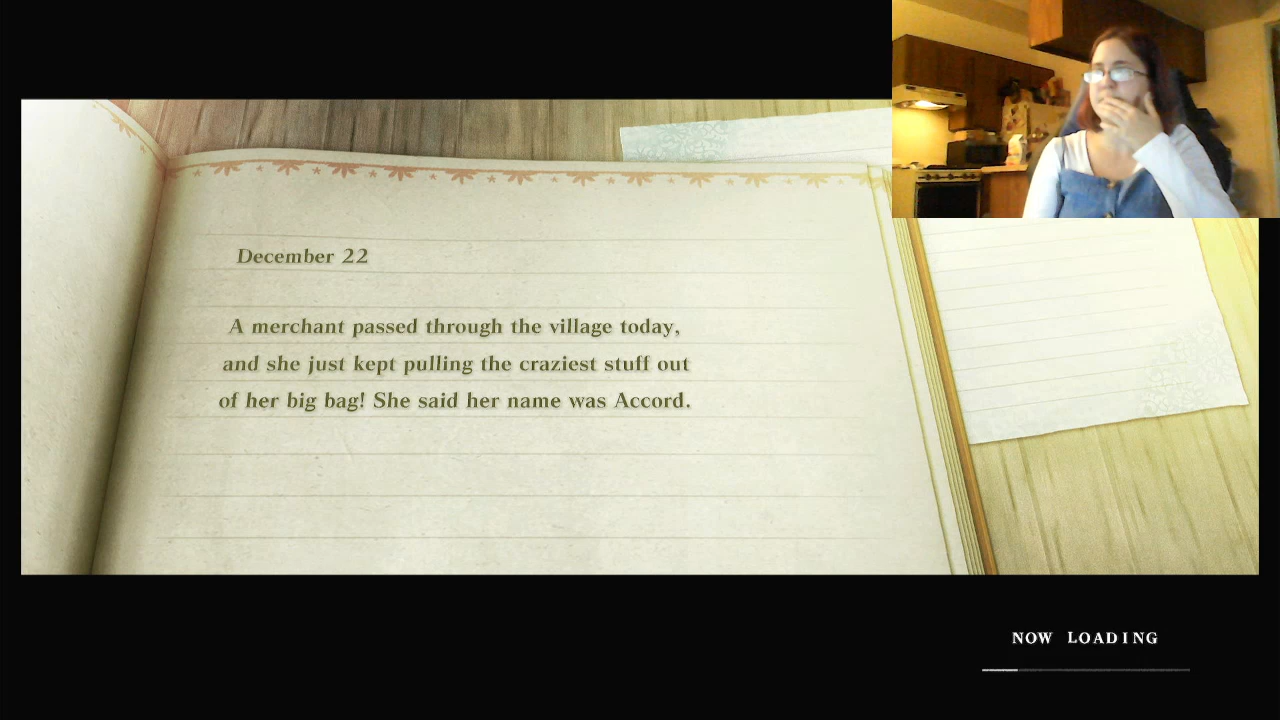 December 22
A merchant passed through the village today,
and she just kept pulling the craziest stuff out
of her big bag! She said her name was Accord.
NOW LOADING